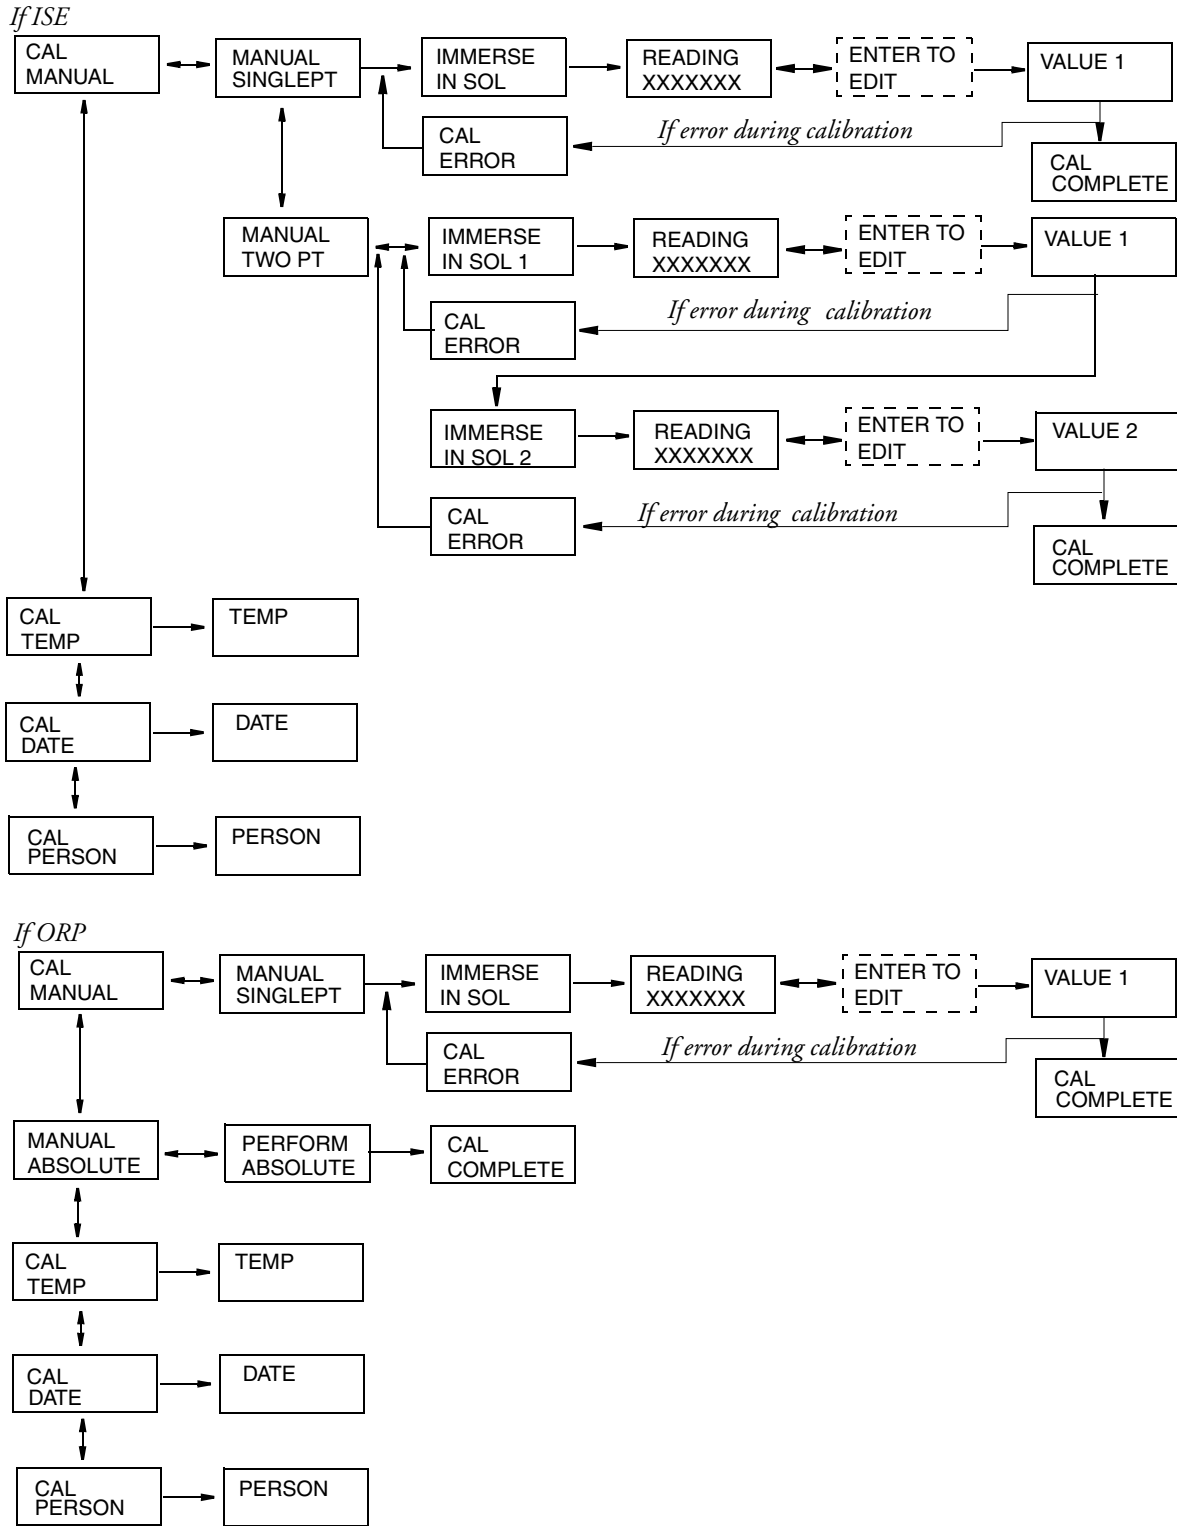 If ISE
CAL
MANUAL
MANUAL
SINGLEPT
IMMERSE
IN SOL
READING
XXXXXXX
ENTER TO
EDIT
VALUE 1
CAL
ERROR
If error during calibration
CAL
COMPLETE
MANUAL
TWO PT
IMMERSE
IN SOL 1
READING
XXXXXXX
ENTER TO
EDIT
VALUE 1
CAL
ERROR
If error during calibration
IMMERSE
IN SOL 2
READING
XXXXXXX
ENTER TO
EDIT
VALUE 2
CAL
ERROR
If error during calibration
CAL
COMPLETE
CAL
TEMP
TEMP
CAL
DATE
DATE
CAL
PERSON
PERSON
If ORP
CAL
MANUAL
MANUAL
SINGLEPT
IMMERSE
IN SOL
READING
XXXXXXX
ENTER TO
EDIT
VALUE 1
CAL
ERROR
If error during calibration
CAL
COMPLETE
MANUAL
ABSOLUTE
PERFORM
ABSOLUTE
CAL
COMPLETE
CAL
TEMP
TEMP
CAL
DATE
DATE
CAL
PERSON
PERSON